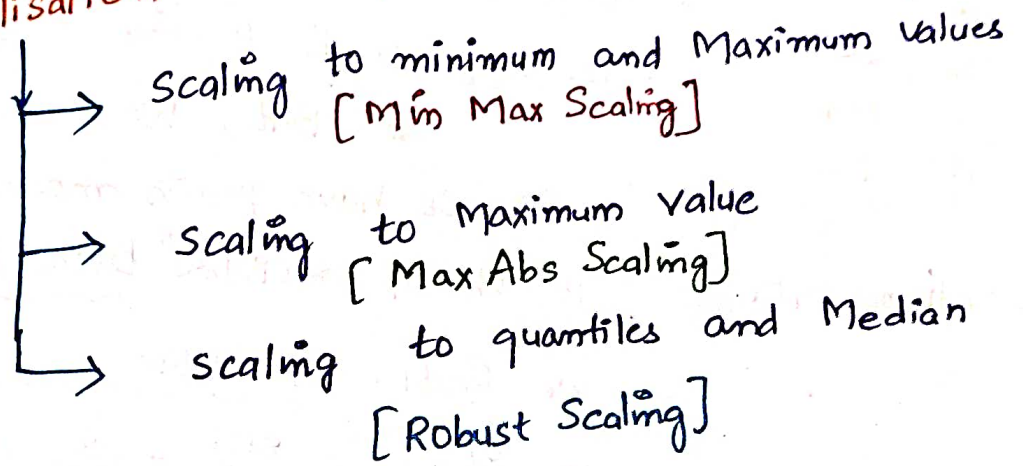 scaling to minimum and Maximum values
[Min Max Scaling]
scaling to Maximum value
[Max Abs Scaling]
scaling to quantiles and Median
[Robust Scaling]